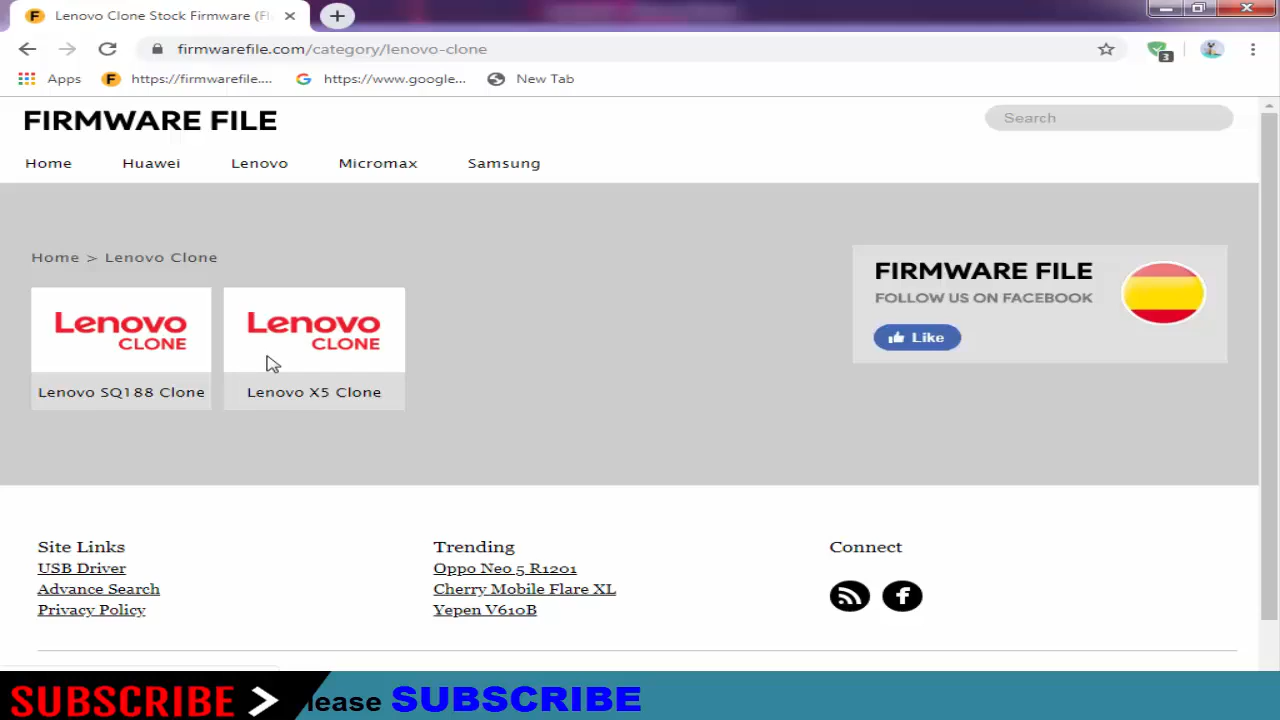 Lenovo Clone Stock Firmware (Fl
firmwarefile.com/category/lenovo-clone
3
Apps
https://firmwarefile....
https://www.google...
New Tab
FIRMWARE FILE
Search
Home
Huawei
Lenovo
Micromax
Samsung
Home > Lenovo Clone
Lenovo
CLONE
Lenovo SQ188 Clone
Lenovo
CLONE
Lenovo X5 Clone
FIRMWARE FILE
FOLLOW US ON FACEBOOK
Like
Site Links
USB Driver
Advance Search
Privacy Policy
Trending
Oppo Neo 5 R1201
Cherry Mobile Flare XL
Yepen V610B
Connect
SUBSCRIBE
lease SUBSCRIBE